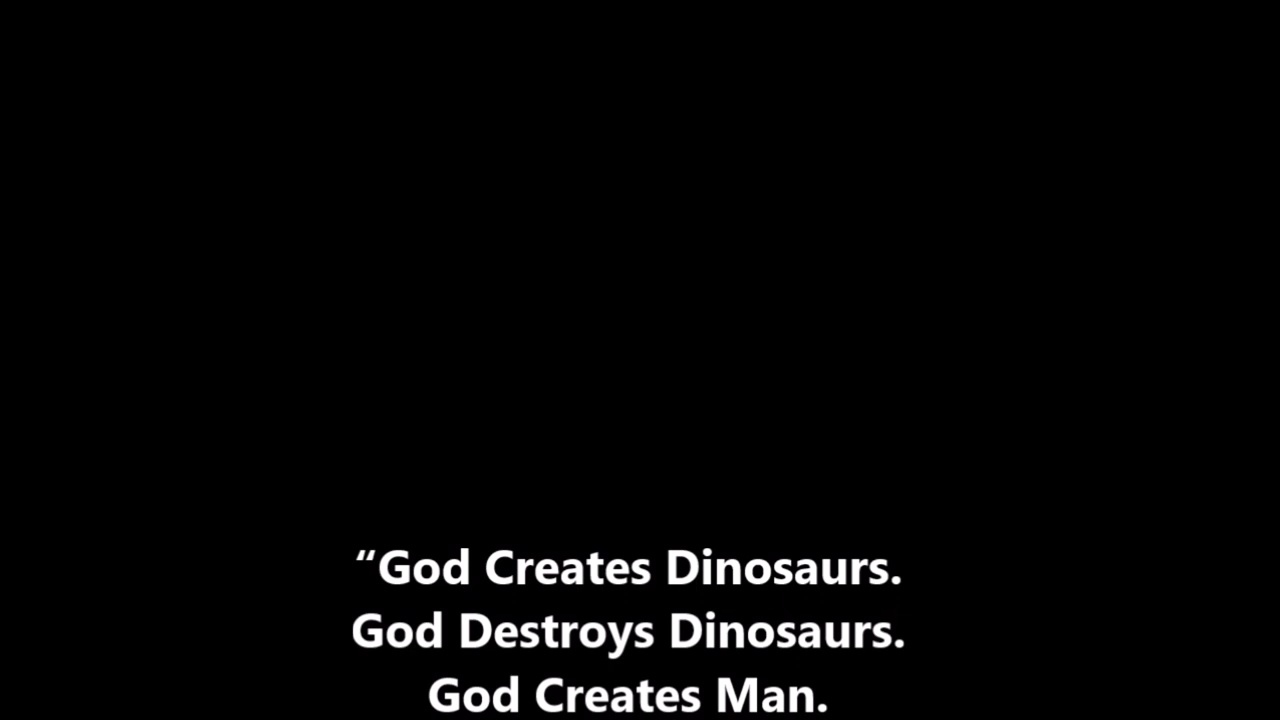 “God Creates Dinosaurs.
God Destroys Dinosaurs.
God Creates Man.